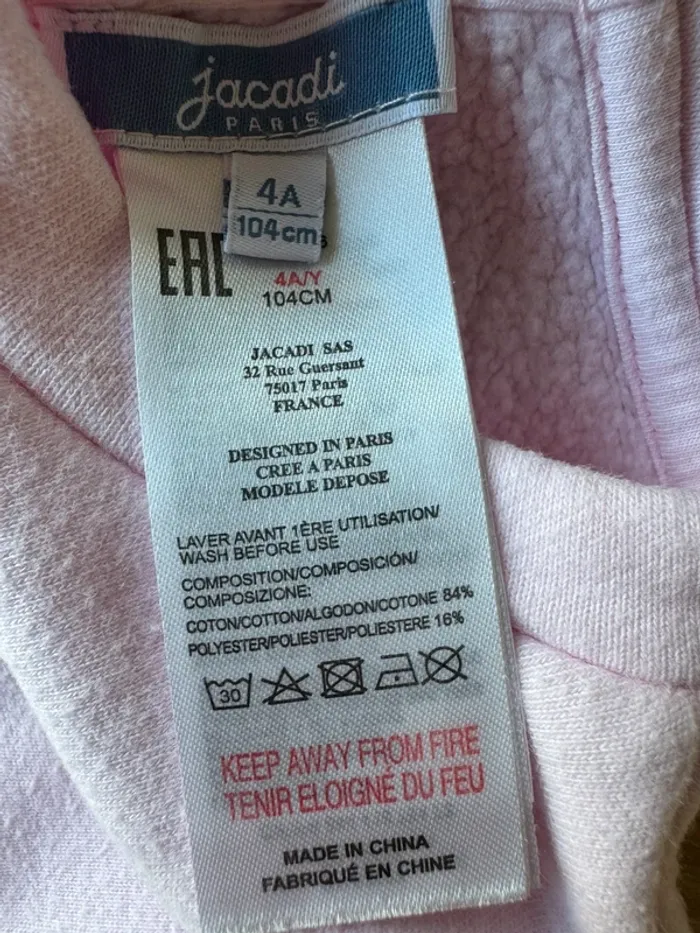 jacadi
PARIS
4A
104cm
EAC
4A/Y
104CM
JACADI SAS
32 Rue Guersant
75017 Paris
FRANCE
DESIGNED IN PARIS
CREE A PARIS
MODELE DEPOSE
LAVER AVANT 1ÈRE UTILISATION/
WASH BEFORE USE
COMPOSITION/COMPOSICIÓN/
COMPOSIZIONE:
COTON/COTTON/ALGODON/COTONE 84%
POLYESTER/POLIESTER/POLIESTERE 16%
30
KEEP AWAY FROM FIRE
TENIR ELOIGNÉ DU FEU
MADE IN CHINA
FABRIQUÉ EN CHINE